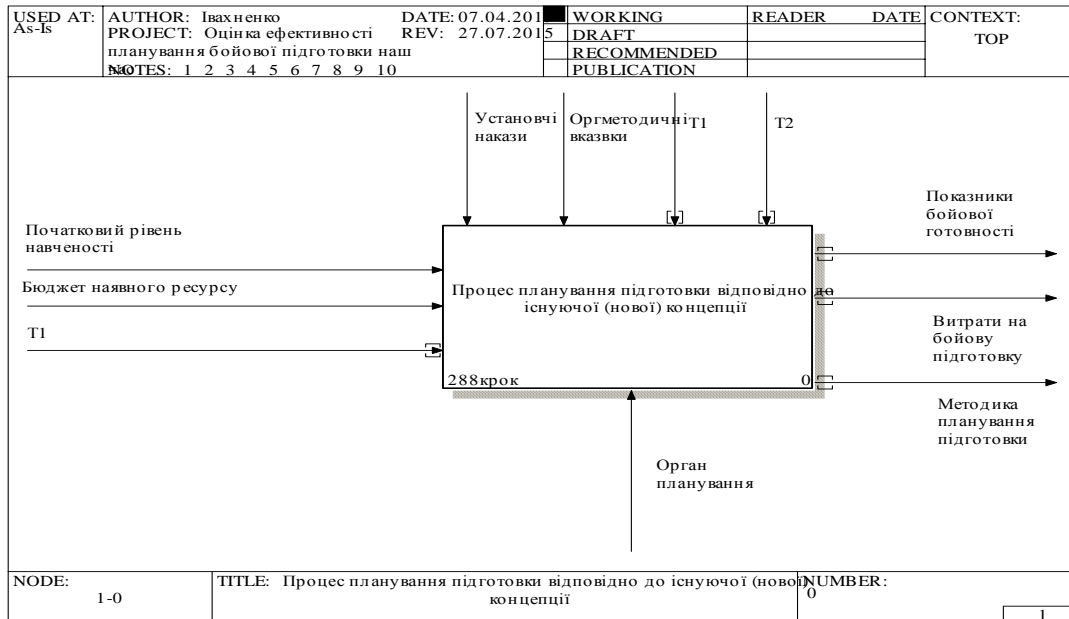 USED AT:
As-Is
AUTHOR: Івахненко
DATE: 07.04.201
PROJECT: Оцінка ефективності
REV: 27.07.2015
планування бойової підготовки наш
NOTES: 1 2 3 4 5 6 7 8 9 10
WORKING
DRAFT
RECOMMENDED
PUBLICATION
READER DATE
CONTEXT:
TOP
Установчі
накази
Оргметодичні
вказвки
T1
T2
Початковий рівень
навченості
Бюджет наявного ресурсу
T1
Процес планування підготовки відповідно до
існуючої (нової) концепції
288крок
0
Показники
бойової
готовності
Витрати на
бойову
підготовку
Методика
планування
підготовки
Орган
планування
NODE:
1-0
TITLE: Процес планування підготовки відповідно до існуючої (нової)
концепції
NUMBER:
0
1